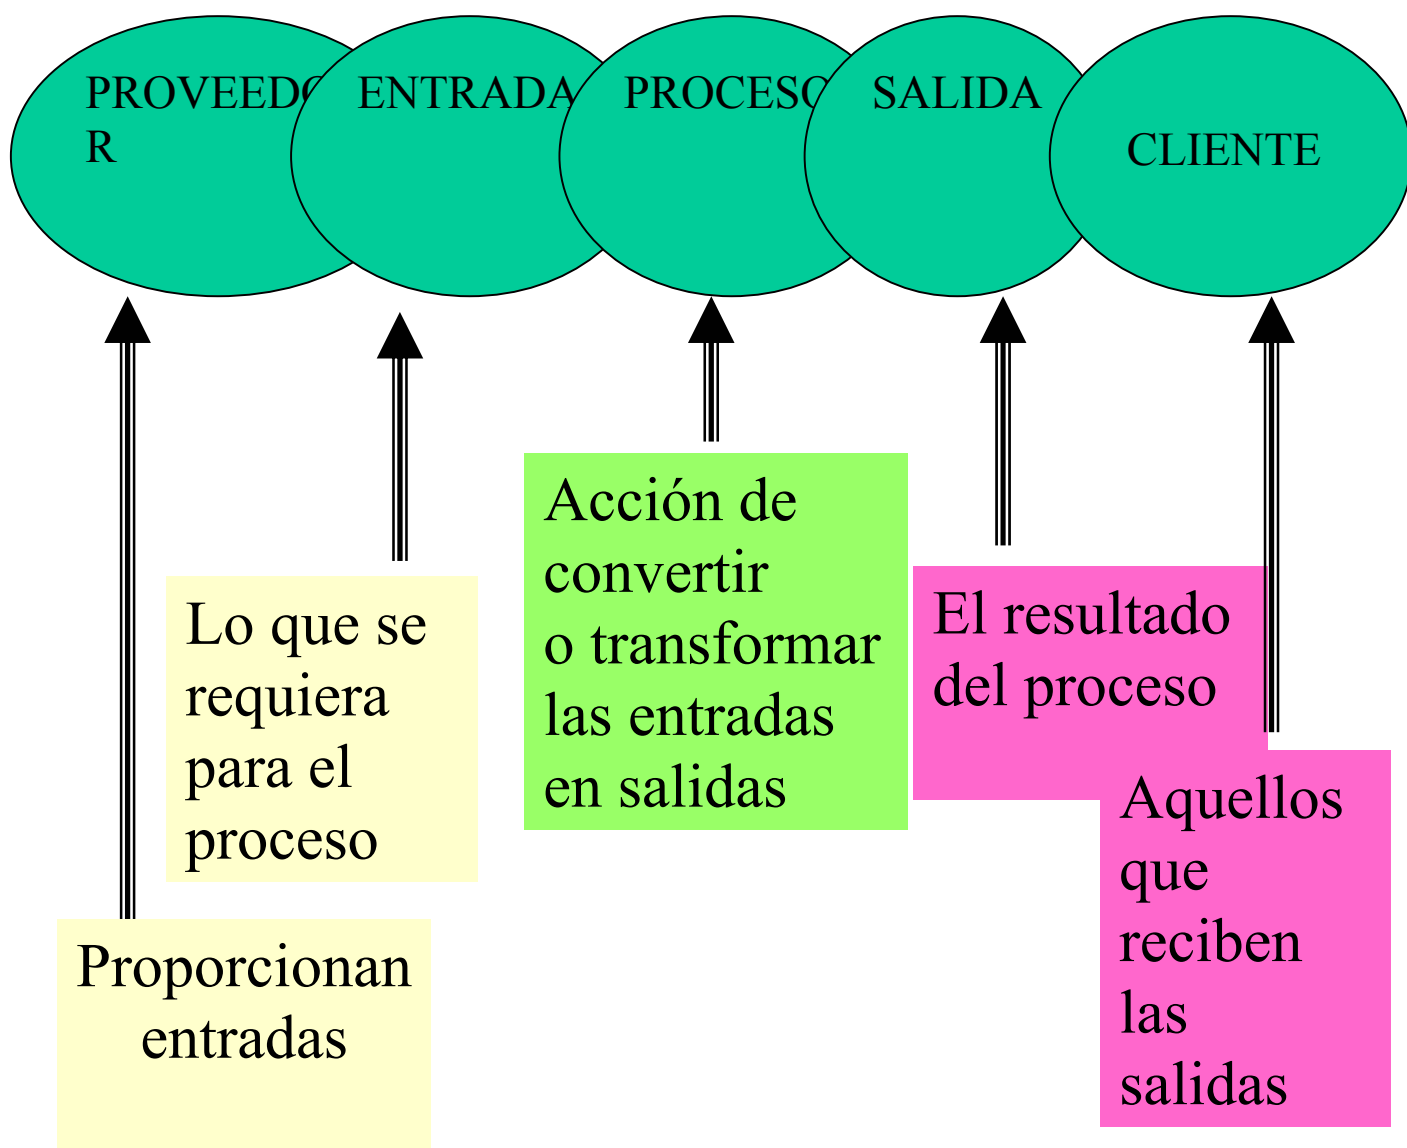 PROVEEDO
R
ENTRADA
PROCESO
SALIDA
CLIENTE
Acción de
convertir
o transformar
las entradas
en salidas
Lo que se
requiera
para el
proceso
El resultado
del proceso
Aquellos
que
reciben
las
salidas
Proporcionan
entradas